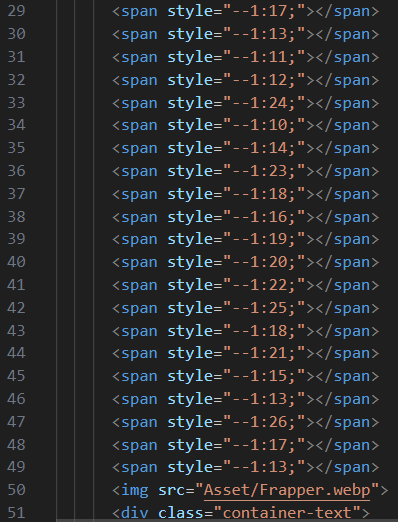 29 <span style="--1:17;"></span>
30 <span style="--1:13;"></span>
31 <span style="--1:11;"></span>
32 <span style="--1:12;"></span>
33 <span style="--1:24;"></span>
34 <span style="--1:10;"></span>
35 <span style="--1:14;"></span>
36 <span style="--1:23;"></span>
37 <span style="--1:18;"></span>
38 <span style="--1:16;"></span>
39 <span style="--1:19;"></span>
40 <span style="--1:20;"></span>
41 <span style="--1:22;"></span>
42 <span style="--1:25;"></span>
43 <span style="--1:18;"></span>
44 <span style="--1:21;"></span>
45 <span style="--1:15;"></span>
46 <span style="--1:13;"></span>
47 <span style="--1:26;"></span>
48 <span style="--1:17;"></span>
49 <span style="--1:13;"></span>
50 <img src="Asset/Frapper.webp">
51 <div class="container-text">